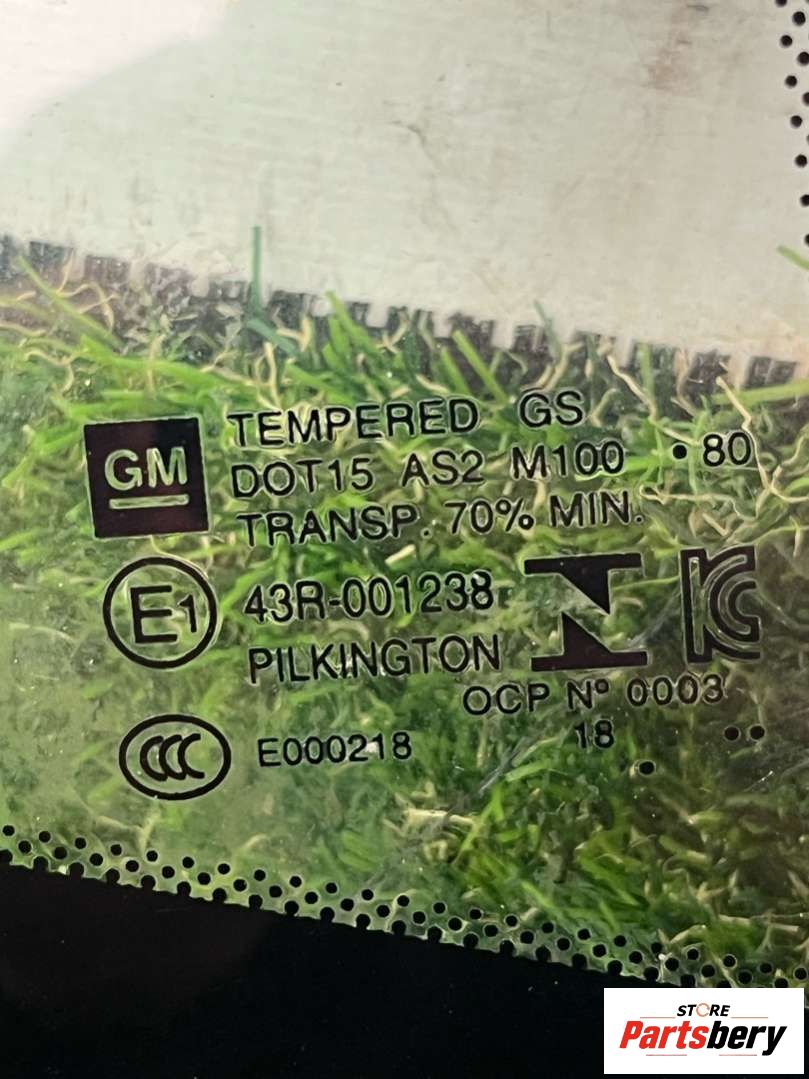 GM
TEMPERED GS
DOT15 AS2 M100 •80
TRANSP. 70% MIN.
E1 43R-001238
PILKINGTON
OCP Nº 0003
CCC E000218 18
STORE
Partsbery